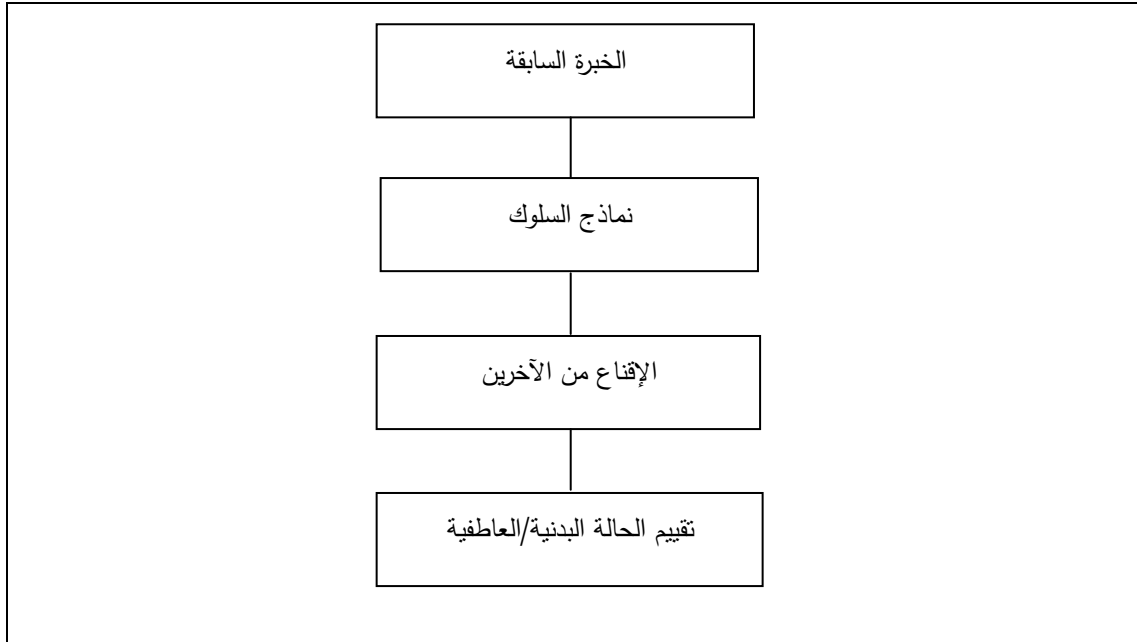 الخبرة السابقة
نماذج السلوك
الإقناع من الآخرين
تقييم الحالة البدنية/العاطفية